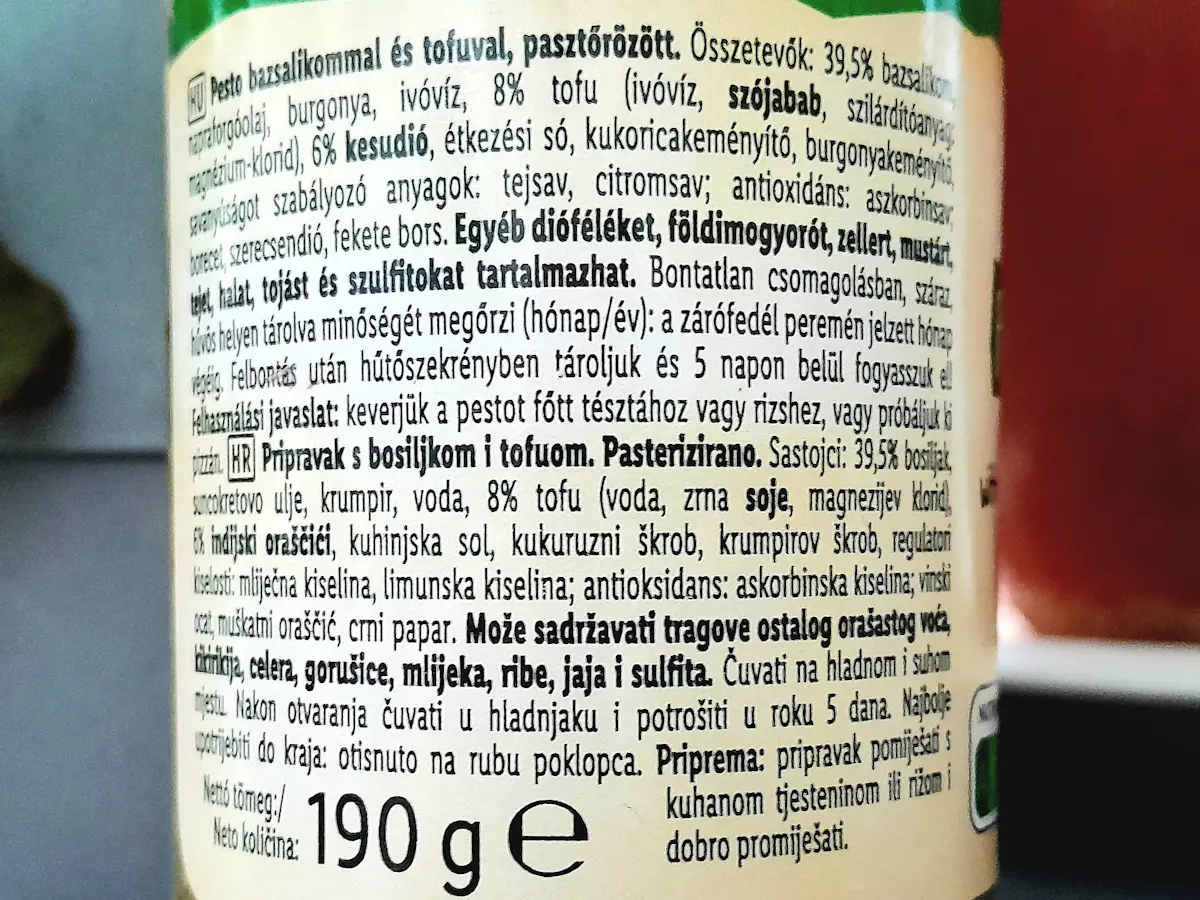 HU Pesto bazsalikommal és tofuval, pasztőrözött. Összetevők: 39,5% bazsalikom,
napraforgóolaj, burgonya, ivóvíz, 8% tofu (ivóvíz, szójabab, szilárdítóanyag:
magnézium-klorid), 6% kesudió, étkezési só, kukoricakeményítő, burgonyakeményítő,
savanyúságot szabályozó anyagok: tejsav, citromsav; antioxidáns: aszkorbinsav;
borecet, szerecsendió, fekete bors. Egyéb dióféléket, földimogyorót, zellert, mustárt,
tejet, halat, tojást és szulfitokat tartalmazhat. Bontatlan csomagolásban, száraz,
hűvös helyen tárolva minőségét megőrzi (hónap/év): a zárófedél peremén jelzett hónap
végéig. Felbontás után hűtőszekrényben tároljuk és 5 napon belül fogyasszuk el!
Felhasználási javaslat: keverjük a pestot főtt tésztához vagy rizshez, vagy próbáljuk ki
pizzán. HR Pripravak s bosiljkom i tofuom. Pasterizirano. Sastojci: 39,5% bosiljak,
suncokretovo ulje, krumpir, voda, 8% tofu (voda, zrna soje, magnezijev klorid),
6% indijski oraščići, kuhinjska sol, kukuruzni škrob, krumpirov škrob, regulatori
kiselosti: mliječna kiselina, limunska kiselina; antioksidans: askorbinska kiselina; vinski
ocat, muškatni oraščić, crni papar. Može sadržavati tragove ostalog orašastog voća,
kikirikija, celera, gorušice, mlijeka, ribe, jaja i sulfita. Čuvati na hladnom i suhom
mjestu. Nakon otvaranja čuvati u hladnjaku i potrošiti u roku 5 dana. Najbolje
upotrijebiti do kraja: otisnuto na rubu poklopca. Priprema: pripravak pomiješati s
kuhanom tjesteninom ili rižom i
dobro promiješati.
Nettó tömeg:/
Neto količina: 190 g e